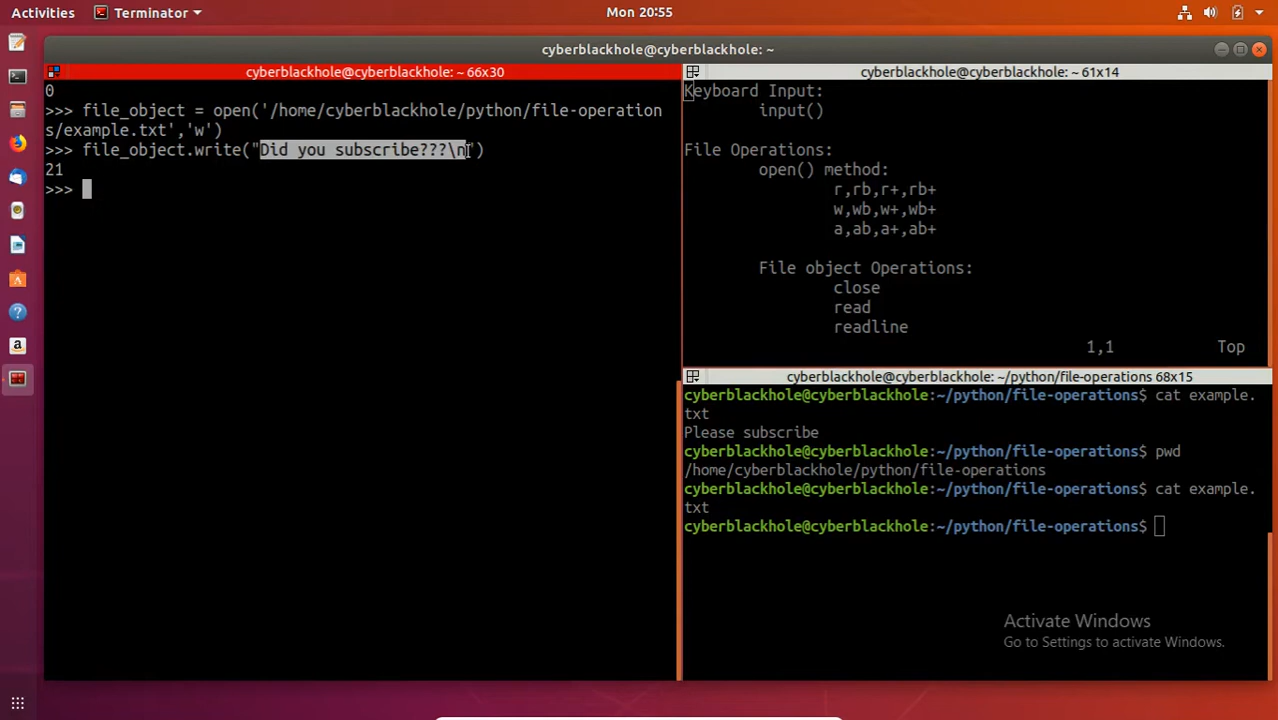 Activities Terminator Mon 20:55
cyberblackhole@cyberblackhole: ~
cyberblackhole@cyberblackhole: ~ 66x30
0
>>> file_object = open('/home/cyberblackhole/python/file-operation
s/example.txt','w')
>>> file_object.write("Did you subscribe???\n")
21
>>>
cyberblackhole@cyberblackhole: ~ 61x14
Keyboard Input:
input()
File Operations:
open() method:
r,rb,r+,rb+
w,wb,w+,wb+
a,ab,a+,ab+
File object Operations:
close
read
readline
1,1 Top
cyberblackhole@cyberblackhole: ~/python/file-operations 68x15
cyberblackhole@cyberblackhole:~/python/file-operations$ cat example.
txt
Please subscribe
cyberblackhole@cyberblackhole:~/python/file-operations$ pwd
/home/cyberblackhole/python/file-operations
cyberblackhole@cyberblackhole:~/python/file-operations$ cat example.
txt
cyberblackhole@cyberblackhole:~/python/file-operations$
Activate Windows
Go to Settings to activate Windows.